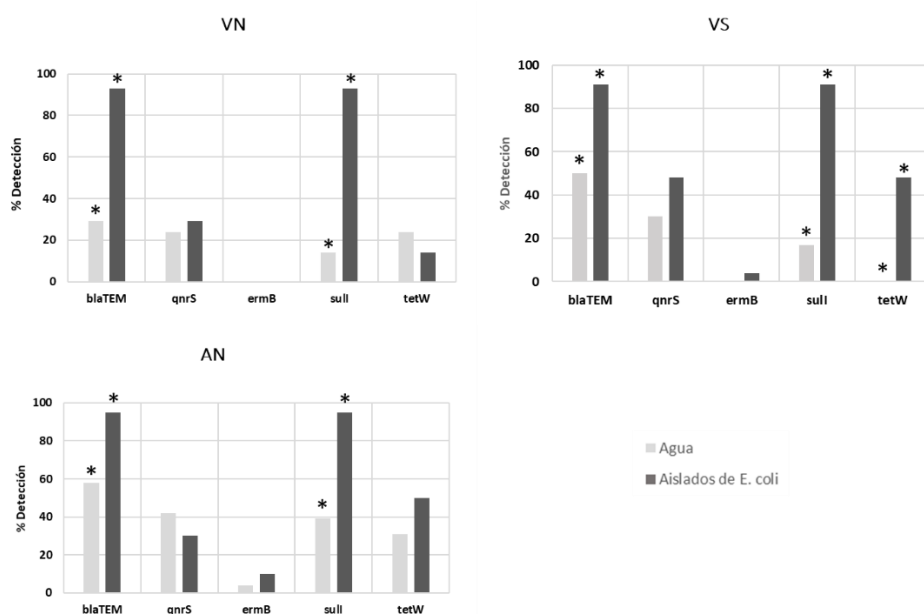 VN
% Detección
100
80
60
40
20
0
* * * *
blaTEM qnrS ermB sulI tetW
VS
% Detección
100
80
60
40
20
0
* * * * * *
blaTEM qnrS ermB sulI tetW
AN
% Detección
100
80
60
40
20
0
* * * *
blaTEM qnrS ermB sulI tetW
Agua
Aislados de E. coli